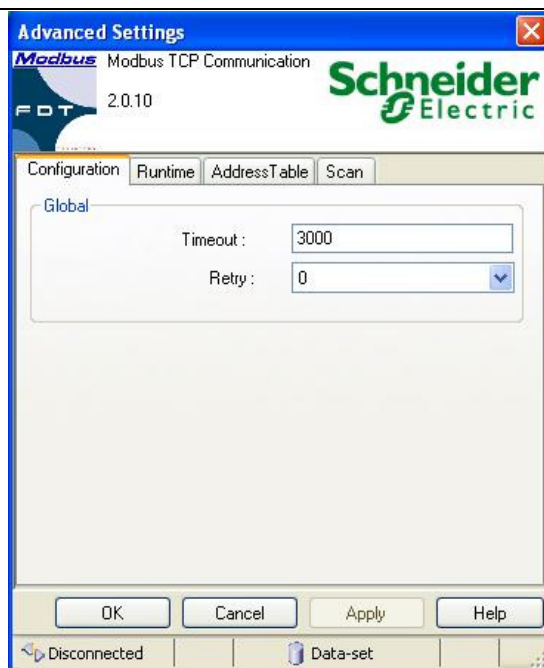 Advanced Settings
Modbus Modbus TCP Communication
2.0.10
FDT
Schneider
Electric
Configuration Runtime AddressTable Scan
Global
Timeout : 3000
Retry : 0
OK Cancel Apply Help
Disconnected Data-set